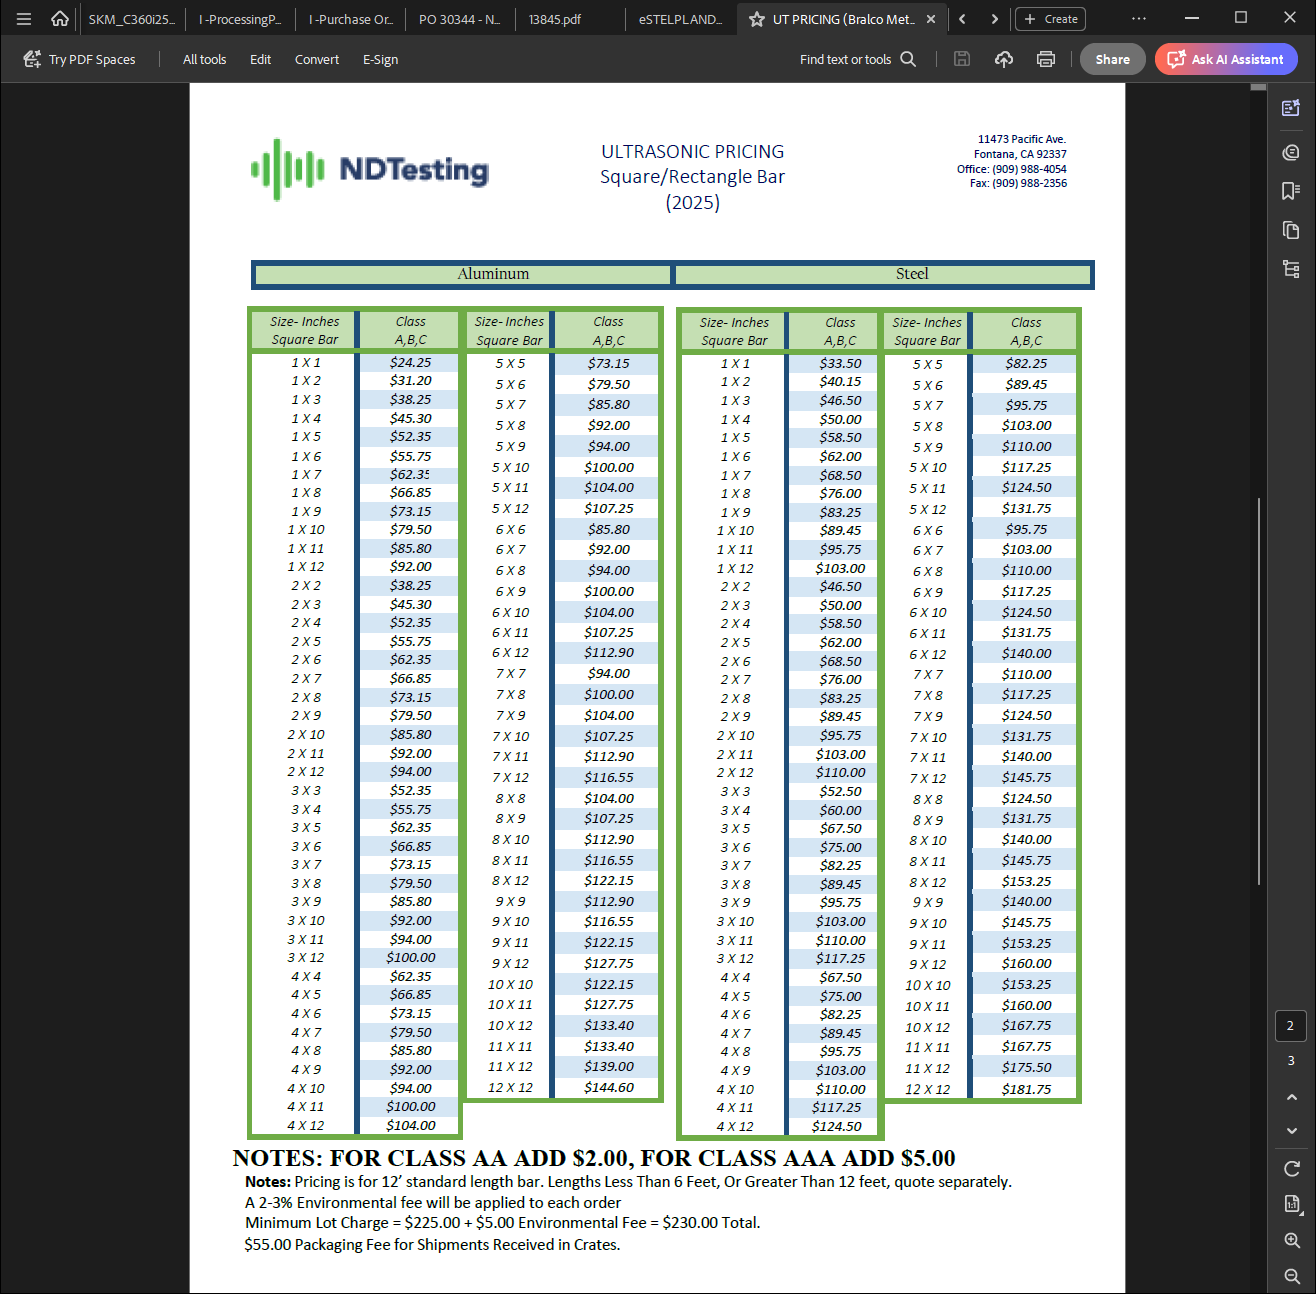 SKM_C360i25... I -ProcessingP... I -Purchase Or... PO 30344 - N... 13845.pdf eSTELPLAND... UT PRICING (Bralco Met... Create
Try PDF Spaces All tools Edit Convert E-Sign Find text or tools Share Ask AI Assistant
NDTesting
ULTRASONIC PRICING
Square/Rectangle Bar
(2025)
11473 Pacific Ave.
Fontana, CA 92337
Office: (909) 988-4054
Fax: (909) 988-2356
Aluminum Steel
Size- Inches Square Bar Class A,B,C
1 X 1 $24.25
1 X 2 $31.20
1 X 3 $38.25
1 X 4 $45.30
1 X 5 $52.35
1 X 6 $55.75
1 X 7 $62.35
1 X 8 $66.85
1 X 9 $73.15
1 X 10 $79.50
1 X 11 $85.80
1 X 12 $92.00
2 X 2 $38.25
2 X 3 $45.30
2 X 4 $52.35
2 X 5 $55.75
2 X 6 $62.35
2 X 7 $66.85
2 X 8 $73.15
2 X 9 $79.50
2 X 10 $85.80
2 X 11 $92.00
2 X 12 $94.00
3 X 3 $52.35
3 X 4 $55.75
3 X 5 $62.35
3 X 6 $66.85
3 X 7 $73.15
3 X 8 $79.50
3 X 9 $85.80
3 X 10 $92.00
3 X 11 $94.00
3 X 12 $100.00
4 X 4 $62.35
4 X 5 $66.85
4 X 6 $73.15
4 X 7 $79.50
4 X 8 $85.80
4 X 9 $92.00
4 X 10 $94.00
4 X 11 $100.00
4 X 12 $104.00
Size- Inches Square Bar Class A,B,C
5 X 5 $73.15
5 X 6 $79.50
5 X 7 $85.80
5 X 8 $92.00
5 X 9 $94.00
5 X 10 $100.00
5 X 11 $104.00
5 X 12 $107.25
6 X 6 $85.80
6 X 7 $92.00
6 X 8 $94.00
6 X 9 $100.00
6 X 10 $104.00
6 X 11 $107.25
6 X 12 $112.90
7 X 7 $94.00
7 X 8 $100.00
7 X 9 $104.00
7 X 10 $107.25
7 X 11 $112.90
7 X 12 $116.55
8 X 8 $104.00
8 X 9 $107.25
8 X 10 $112.90
8 X 11 $116.55
8 X 12 $122.15
9 X 9 $112.90
9 X 10 $116.55
9 X 11 $122.15
9 X 12 $127.75
10 X 10 $122.15
10 X 11 $127.75
10 X 12 $133.40
11 X 11 $133.40
11 X 12 $139.00
12 X 12 $144.60
Size- Inches Square Bar Class A,B,C
1 X 1 $33.50
1 X 2 $40.15
1 X 3 $46.50
1 X 4 $50.00
1 X 5 $58.50
1 X 6 $62.00
1 X 7 $68.50
1 X 8 $76.00
1 X 9 $83.25
1 X 10 $89.45
1 X 11 $95.75
1 X 12 $103.00
2 X 2 $46.50
2 X 3 $50.00
2 X 4 $58.50
2 X 5 $62.00
2 X 6 $68.50
2 X 7 $76.00
2 X 8 $83.25
2 X 9 $89.45
2 X 10 $95.75
2 X 11 $103.00
2 X 12 $110.00
3 X 3 $52.50
3 X 4 $60.00
3 X 5 $67.50
3 X 6 $75.00
3 X 7 $82.25
3 X 8 $89.45
3 X 9 $95.75
3 X 10 $103.00
3 X 11 $110.00
3 X 12 $117.25
4 X 4 $67.50
4 X 5 $75.00
4 X 6 $82.25
4 X 7 $89.45
4 X 8 $95.75
4 X 9 $103.00
4 X 10 $110.00
4 X 11 $117.25
4 X 12 $124.50
Size- Inches Square Bar Class A,B,C
5 X 5 $82.25
5 X 6 $89.45
5 X 7 $95.75
5 X 8 $103.00
5 X 9 $110.00
5 X 10 $117.25
5 X 11 $124.50
5 X 12 $131.75
6 X 6 $95.75
6 X 7 $103.00
6 X 8 $110.00
6 X 9 $117.25
6 X 10 $124.50
6 X 11 $131.75
6 X 12 $140.00
7 X 7 $110.00
7 X 8 $117.25
7 X 9 $124.50
7 X 10 $131.75
7 X 11 $140.00
7 X 12 $145.75
8 X 8 $124.50
8 X 9 $131.75
8 X 10 $140.00
8 X 11 $145.75
8 X 12 $153.25
9 X 9 $140.00
9 X 10 $145.75
9 X 11 $153.25
9 X 12 $160.00
10 X 10 $153.25
10 X 11 $160.00
10 X 12 $167.75
11 X 11 $167.75
11 X 12 $175.50
12 X 12 $181.75
NOTES: FOR CLASS AA ADD $2.00, FOR CLASS AAA ADD $5.00
Notes: Pricing is for 12’ standard length bar. Lengths Less Than 6 Feet, Or Greater Than 12 feet, quote separately.
A 2-3% Environmental fee will be applied to each order
Minimum Lot Charge = $225.00 + $5.00 Environmental Fee = $230.00 Total.
$55.00 Packaging Fee for Shipments Received in Crates.
2
3
1:1